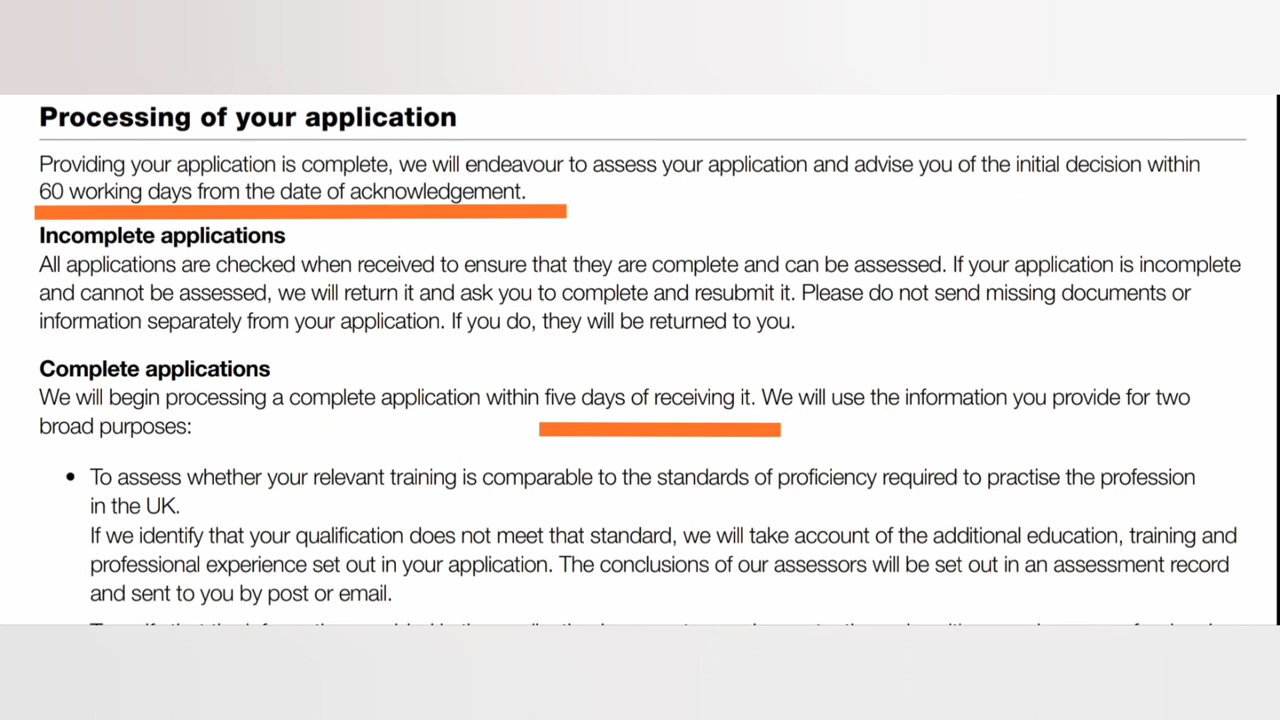 Processing of your application
Providing your application is complete, we will endeavour to assess your application and advise you of the initial decision within
60 working days from the date of acknowledgement.
Incomplete applications
All applications are checked when received to ensure that they are complete and can be assessed. If your application is incomplete
and cannot be assessed, we will return it and ask you to complete and resubmit it. Please do not send missing documents or
information separately from your application. If you do, they will be returned to you.
Complete applications
We will begin processing a complete application within five days of receiving it. We will use the information you provide for two
broad purposes:
• To assess whether your relevant training is comparable to the standards of proficiency required to practise the profession
in the UK.
If we identify that your qualification does not meet that standard, we will take account of the additional education, training and
professional experience set out in your application. The conclusions of our assessors will be set out in an assessment record
and sent to you by post or email.